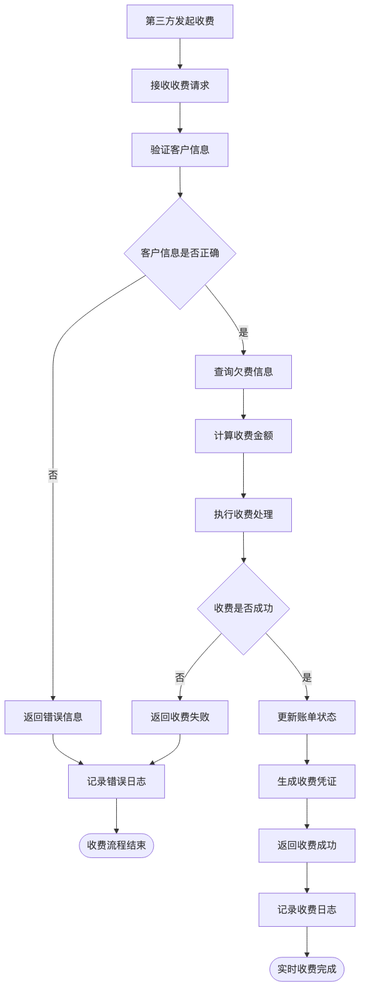 第三方发起收费
接收收费请求
验证客户信息
客户信息是否正确
是
查询欠费信息
计算收费金额
否
执行收费处理
收费是否成功
否
是
返回错误信息
返回收费失败
更新账单状态
记录错误日志
生成收费凭证
收费流程结束
返回收费成功
记录收费日志
实时收费完成